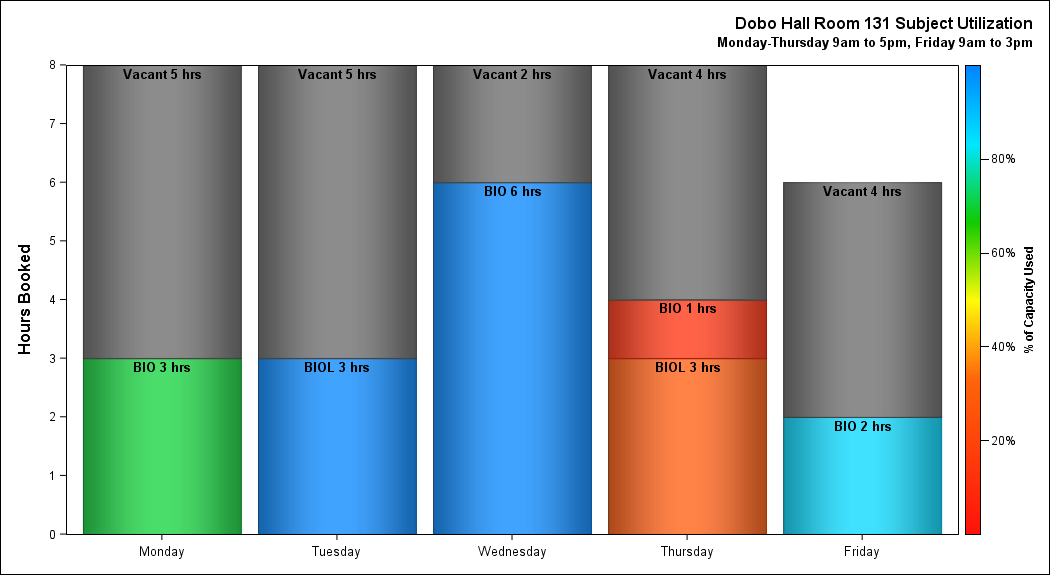 Dobo Hall Room 131 Subject Utilization
Monday-Thursday 9am to 5pm, Friday 9am to 3pm
Hours Booked
8
7
6
5
4
3
2
1
0
Vacant 5 hrs
BIO 3 hrs
Vacant 5 hrs
BIOL 3 hrs
Vacant 2 hrs
BIO 6 hrs
Vacant 4 hrs
BIO 1 hrs
BIOL 3 hrs
Vacant 4 hrs
BIO 2 hrs
Monday
Tuesday
Wednesday
Thursday
Friday
80%
60%
40%
20%
% of Capacity Used